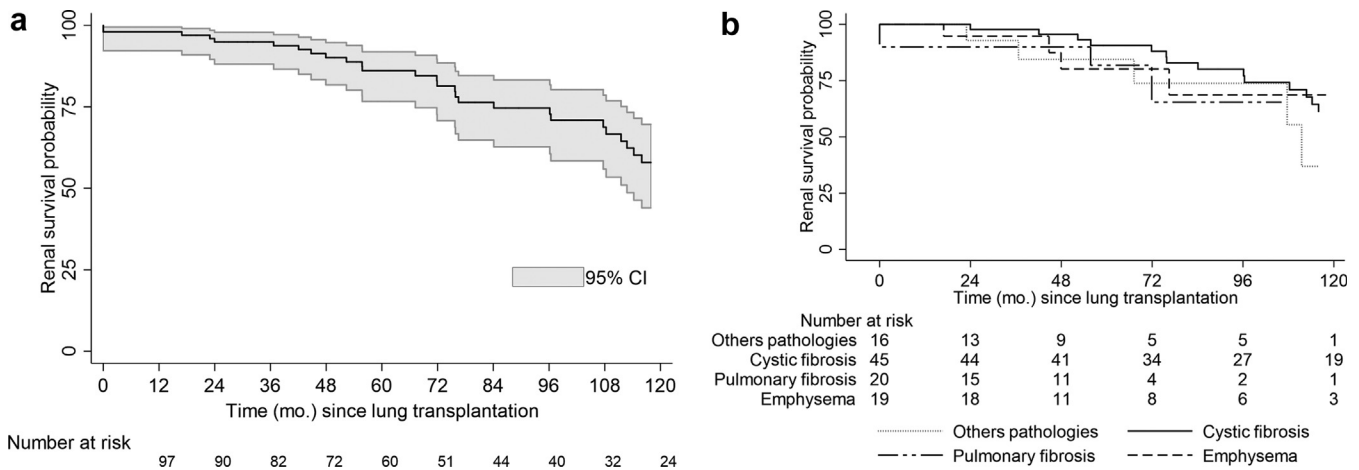 a
Renal survival probability
100
75
50
25
0
95% CI
0 12 24 36 48 60 72 84 96 108 120
Time (mo.) since lung transplantation
Number at risk
97 90 82 72 60 51 44 40 32 24
b
Renal survival probability
100
75
50
25
0
0 24 48 72 96 120
Time (mo.) since lung transplantation
Number at risk
Others pathologies 16 13 9 5 5 1
Cystic fibrosis 45 44 41 34 27 19
Pulmonary fibrosis 20 15 11 4 2 1
Emphysema 19 18 11 8 6 3
Others pathologies Cystic fibrosis
Pulmonary fibrosis Emphysema